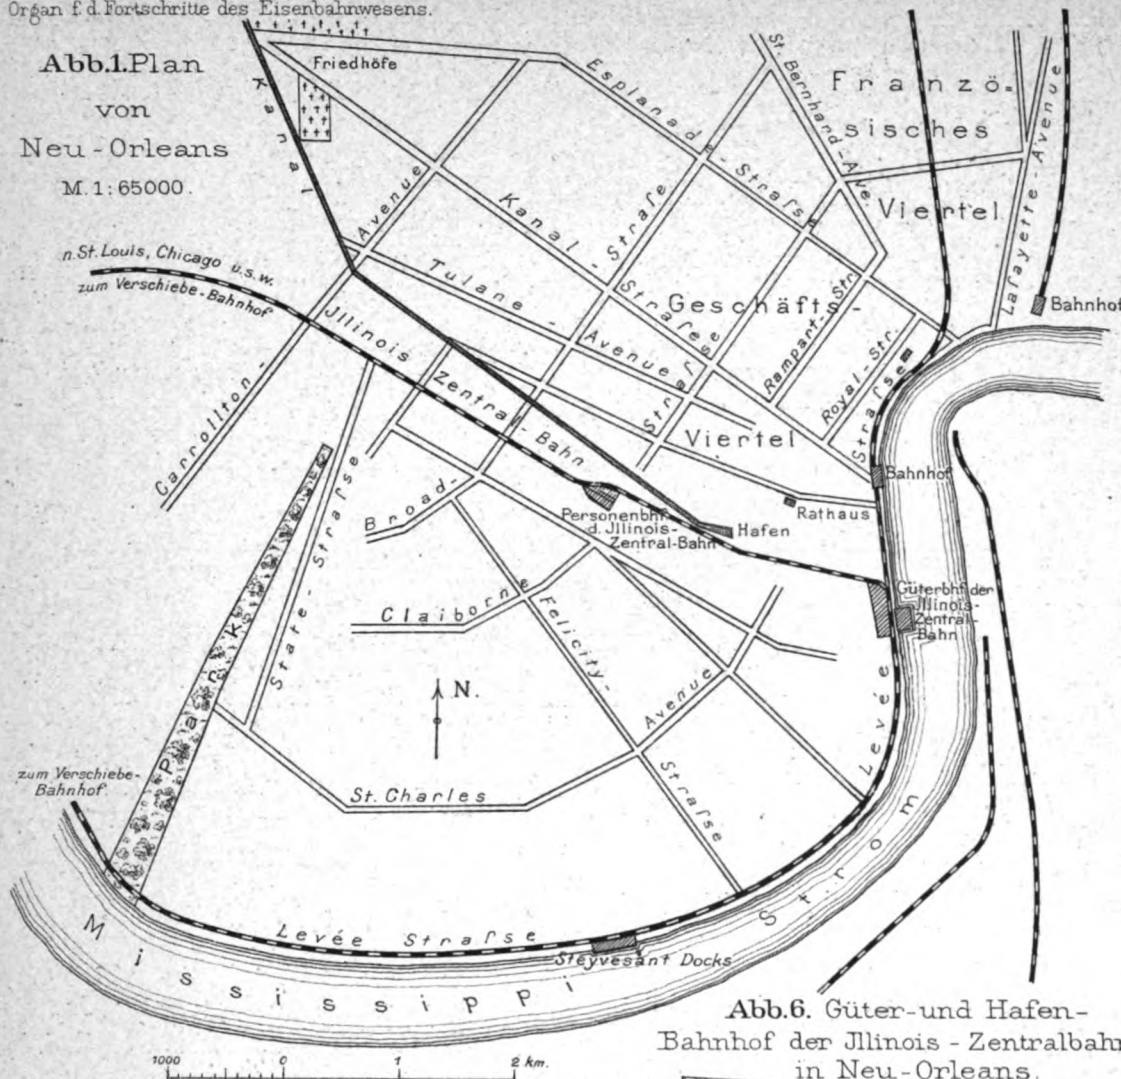 Organ f. d. Fortschritte des Eisenbahnwesens.
Abb.1. Plan
von
Neu-Orleans
M. 1:65000.
Friedhöfe
Kanal
Esplanade-Straſse
St. Bernhard-Ave
Franzö-
sisches
Viertel
Lafayette-Avenue
Bahnhof
n. St. Louis, Chicago u.s.w.
zum Verschiebe-Bahnhof
Carrollton-Avenue
Kanal-Straſse
Tulane-Avenue
Broad-Straſse
Claiborne Straſse
Geschäfts-
Viertel
Rampart-Str.
Royal-Str.
Jllinois Zentral-Bahn
Personenbhf.
d. Jllinois-
Zentral-Bahn
Hafen
Rathaus
Bahnhof
Güterbhf. der
Jllinois-
Zentral-
Bahn
Park
State-Straſse
Felicity-Straſse
N.
St. Charles Avenue
Levée Straſse
zum Verschiebe-
Bahnhof.
Levée Straſse
Steyvesant Docks
Mississippi Strom
1000 0 1 2 km.
Abb.6. Güter-und Hafen-
Bahnhof der Jllinois-Zentralbahn
in Neu-Orleans.